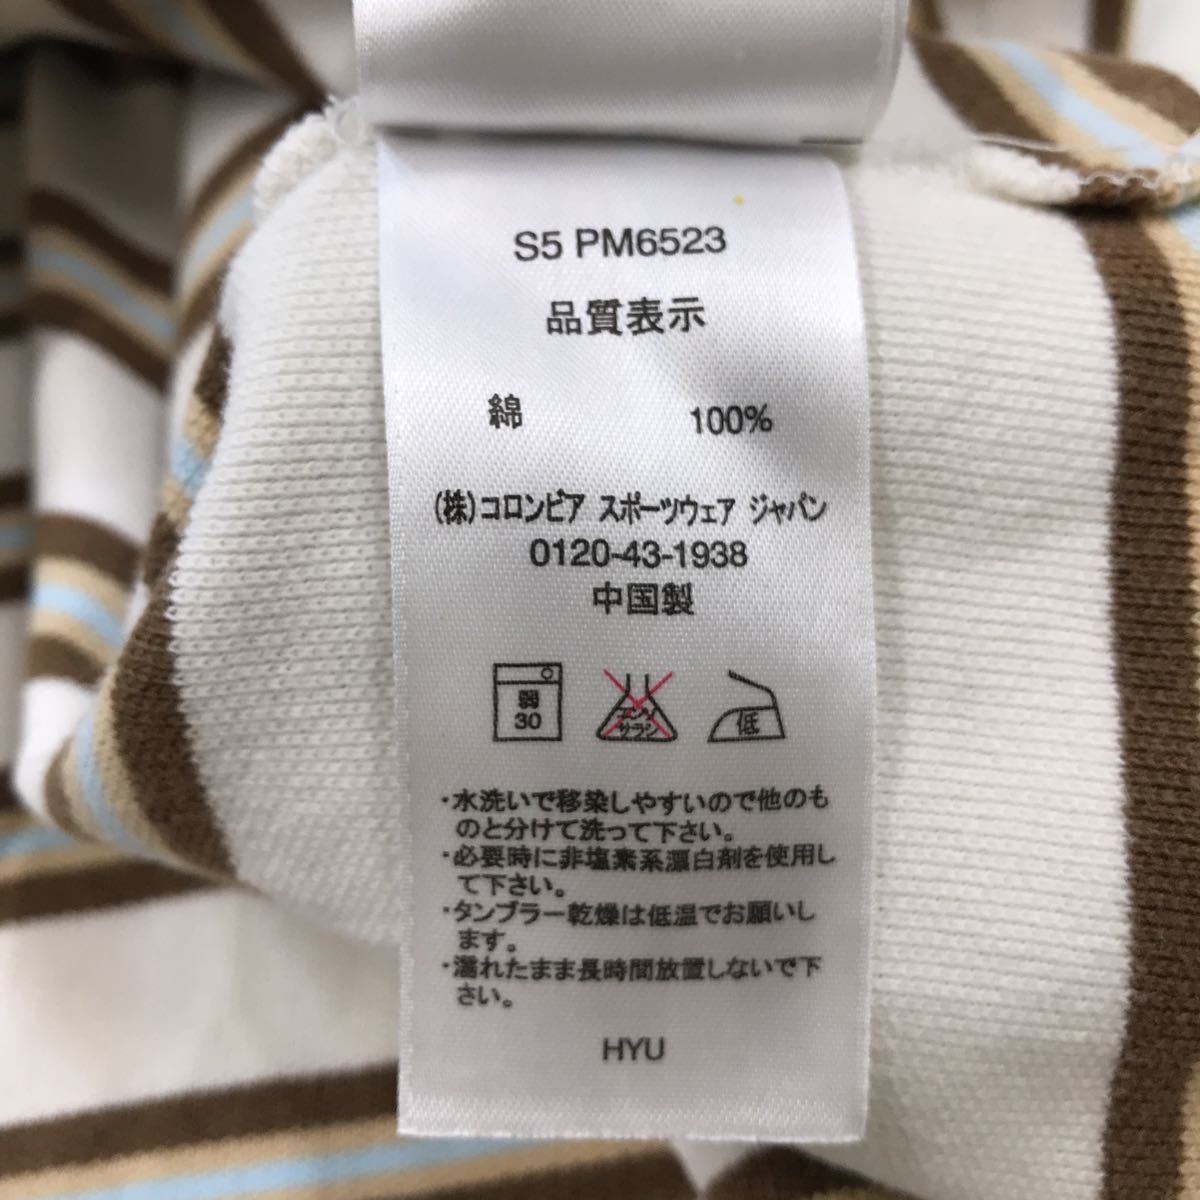 S5 PM6523
品質表示
綿 100%
(株)コロンビア スポーツウェア ジャパン
0120-43-1938
中国製
弱
30
エンソ
サラシ
低
・水洗いで移染しやすいので他のも
のと分けて洗って下さい。
・必要時に非塩素系漂白剤を使用し
て下さい。
・タンブラー乾燥は低温でお願いし
ます。
・濡れたまま長時間放置しないで下
さい。
HYU